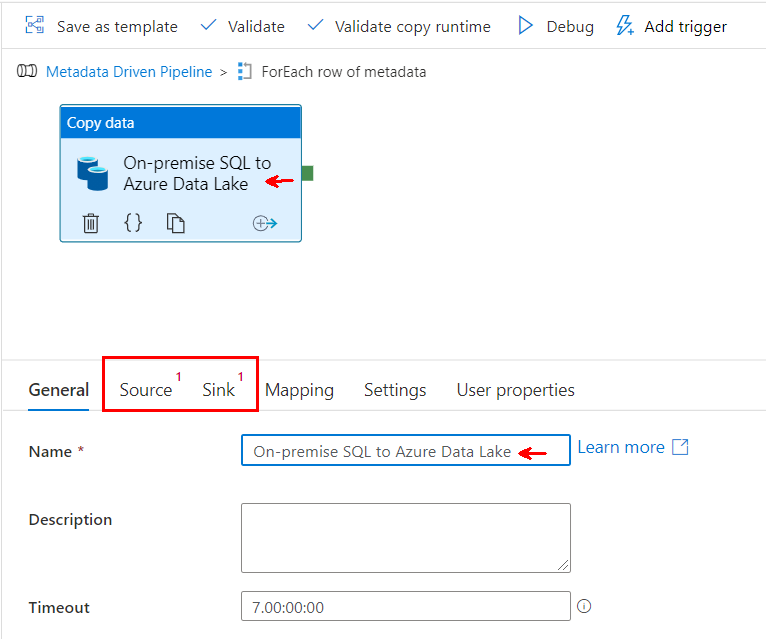 Save as template Validate Validate copy runtime Debug Add trigger
Metadata Driven Pipeline > ForEach row of metadata
Copy data
On-premise SQL to
Azure Data Lake
{}
General Source 1 Sink 1 Mapping Settings User properties
Name * On-premise SQL to Azure Data Lake Learn more
Description
Timeout 7.00:00:00